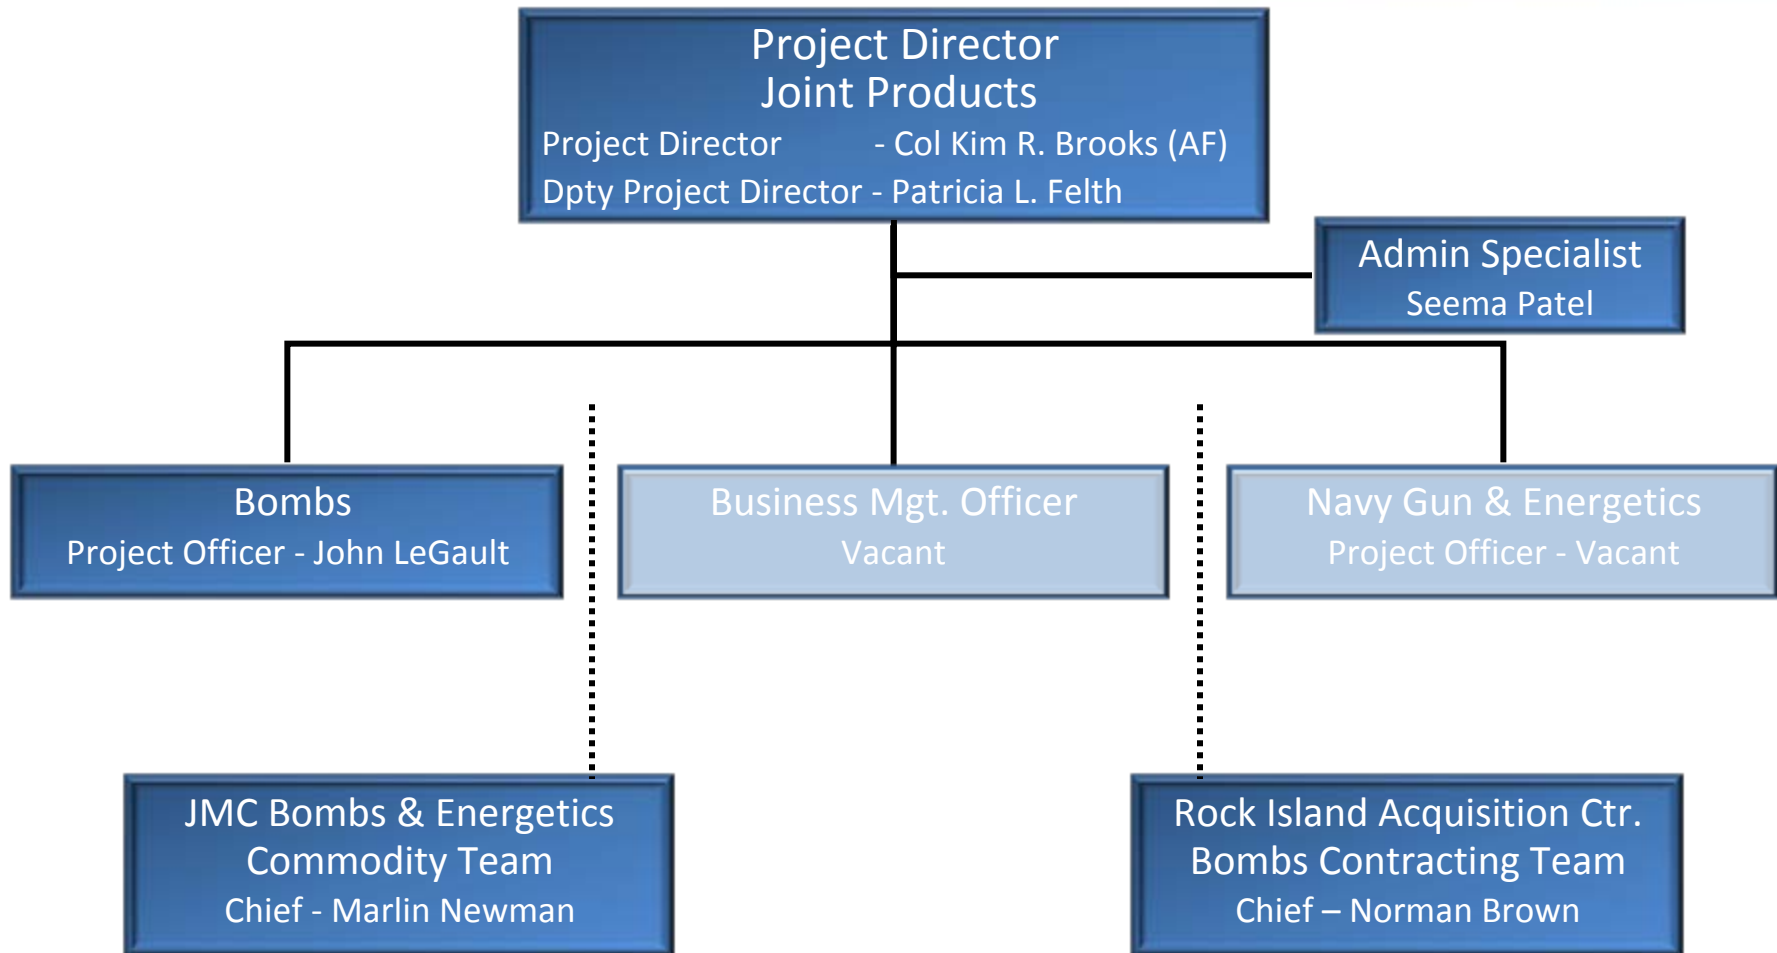 Project Director
Joint Products
Project Director - Col Kim R. Brooks (AF)
Dpty Project Director - Patricia L. Felth
Admin Specialist
Seema Patel
Bombs
Project Officer - John LeGault
Business Mgt. Officer
Vacant
Navy Gun & Energetics
Project Officer - Vacant
JMC Bombs & Energetics
Commodity Team
Chief - Marlin Newman
Rock Island Acquisition Ctr.
Bombs Contracting Team
Chief – Norman Brown